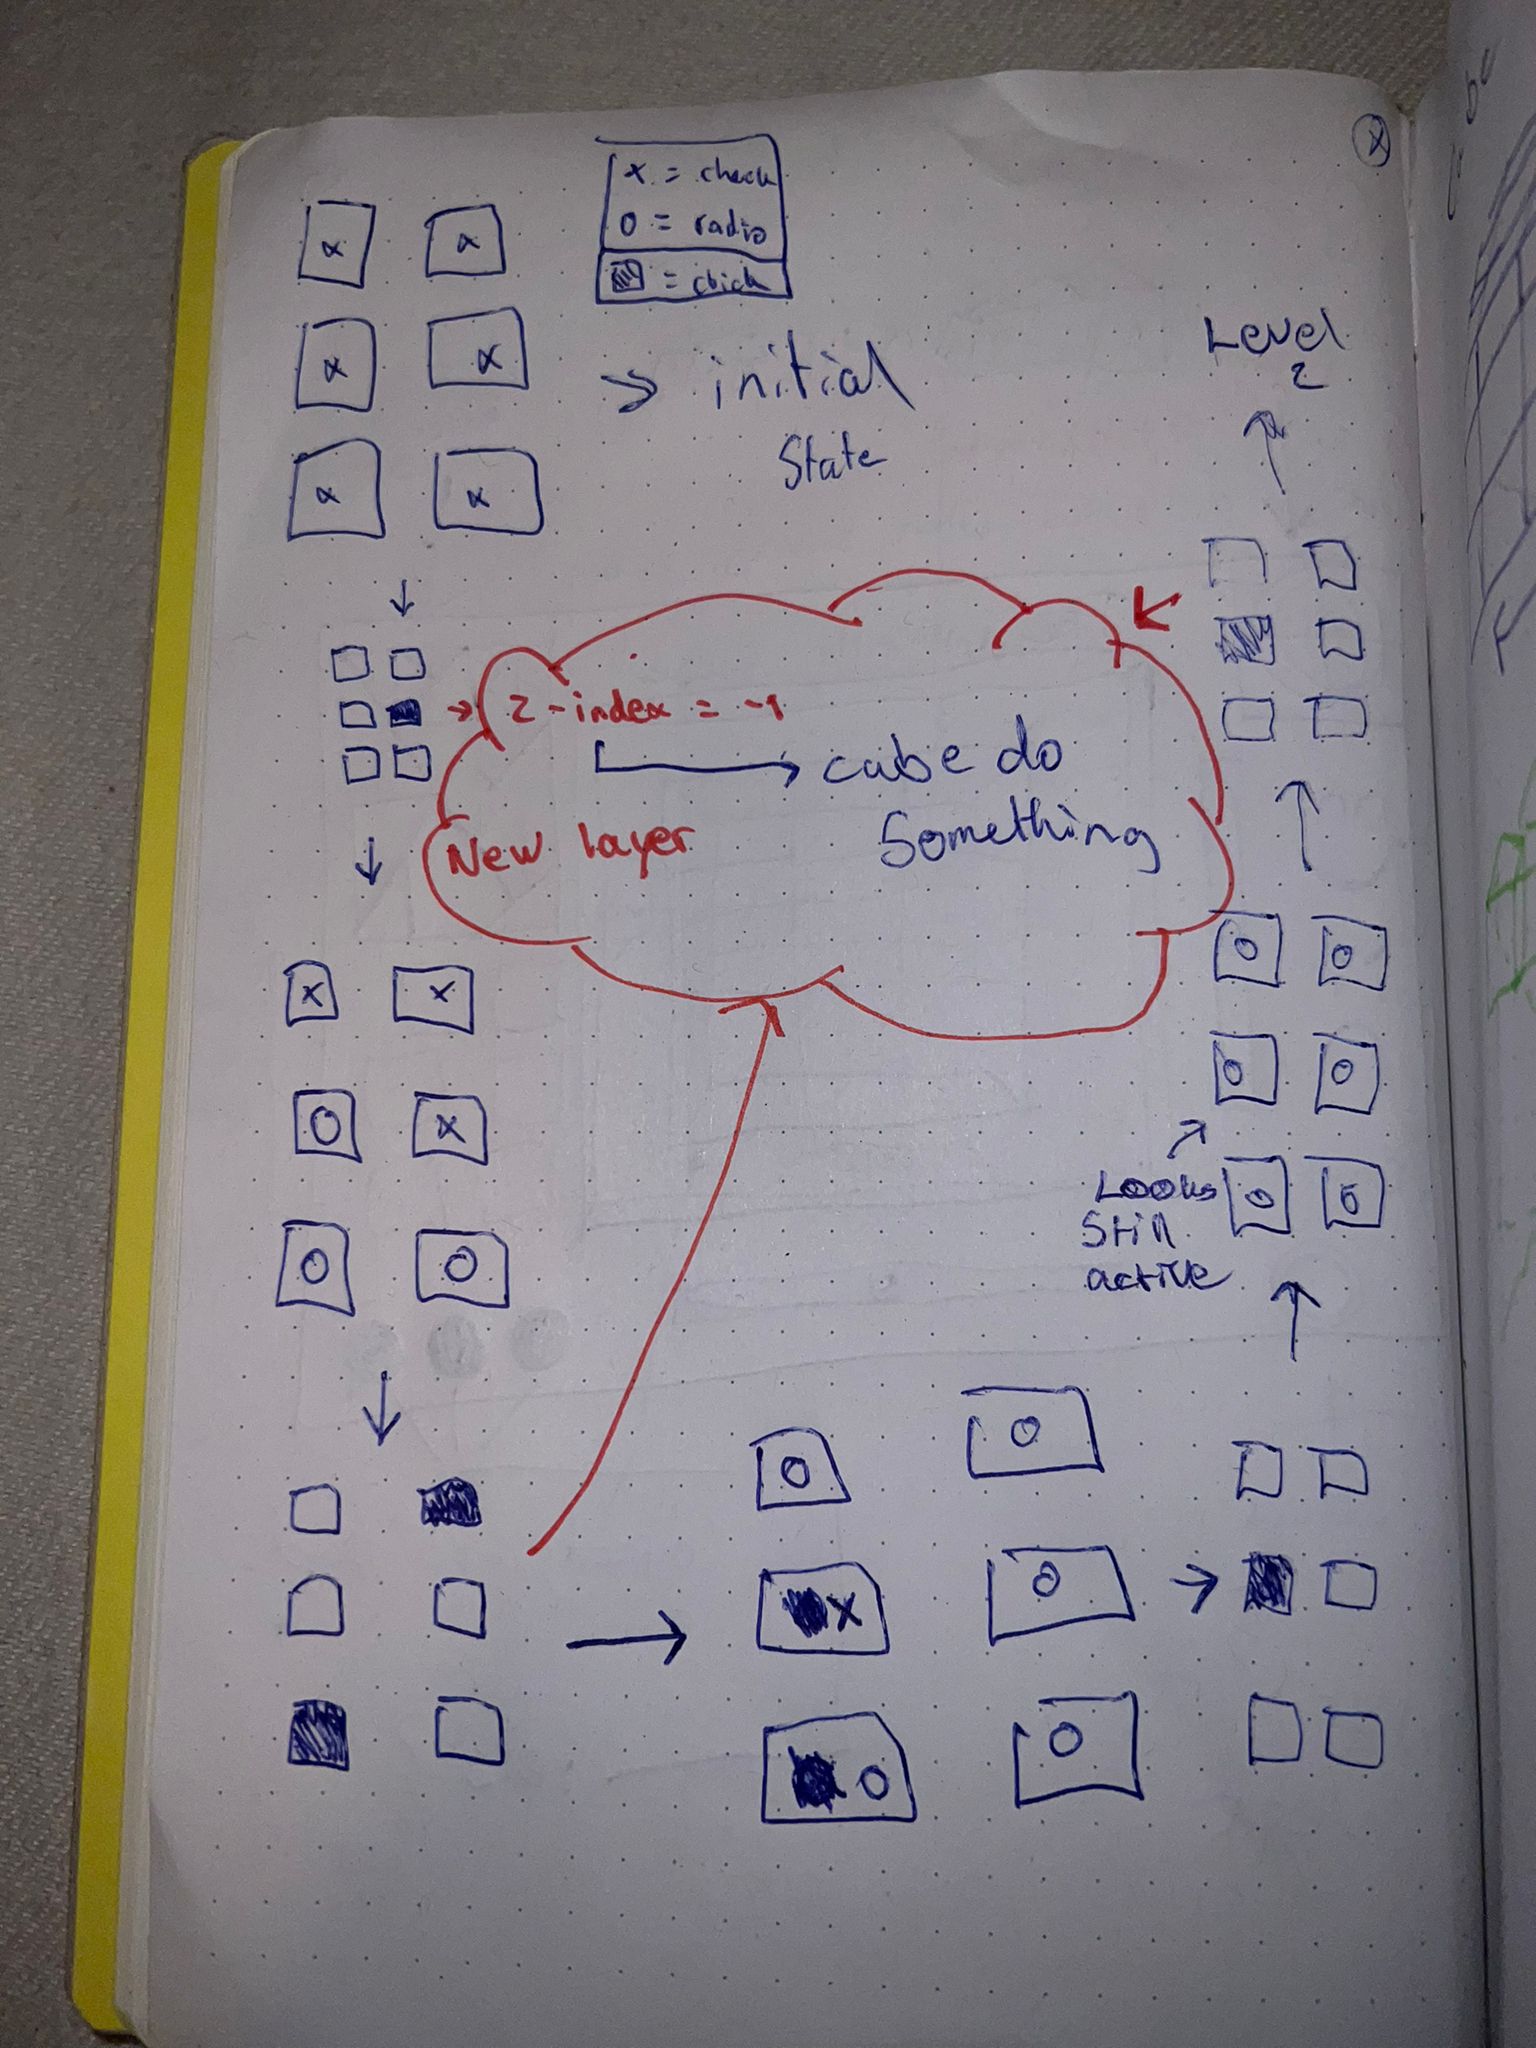 x = check
o = radio
= click
x
x x
x x
x x
→ initial
State
Level
2
z-index = -1
cube do
Something
New layer
x x
o x
o o
o o
o o
o o
Looks
Still
active
o o
x o
o o